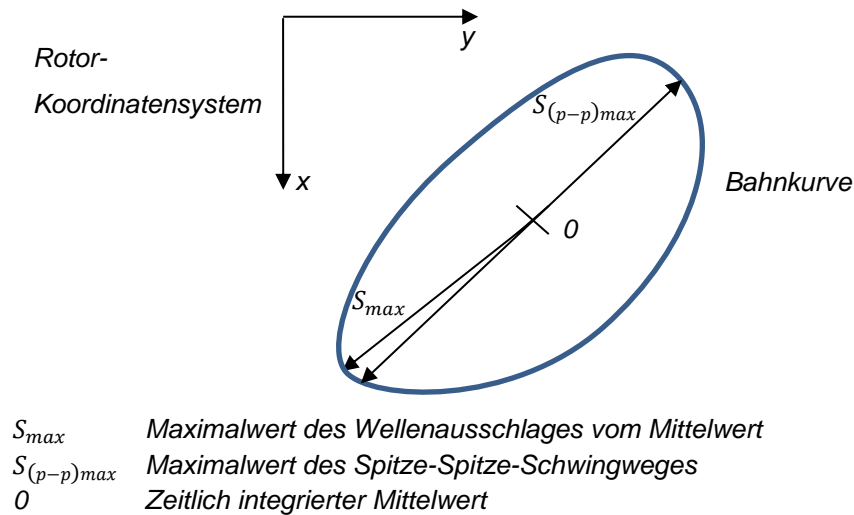 y
Rotor-
Koordinatensystem
S(p−p)max
x
Bahnkurve
0
Smax
Smax Maximalwert des Wellenausschlages vom Mittelwert
S(p−p)max Maximalwert des Spitze-Spitze-Schwingweges
0 Zeitlich integrierter Mittelwert